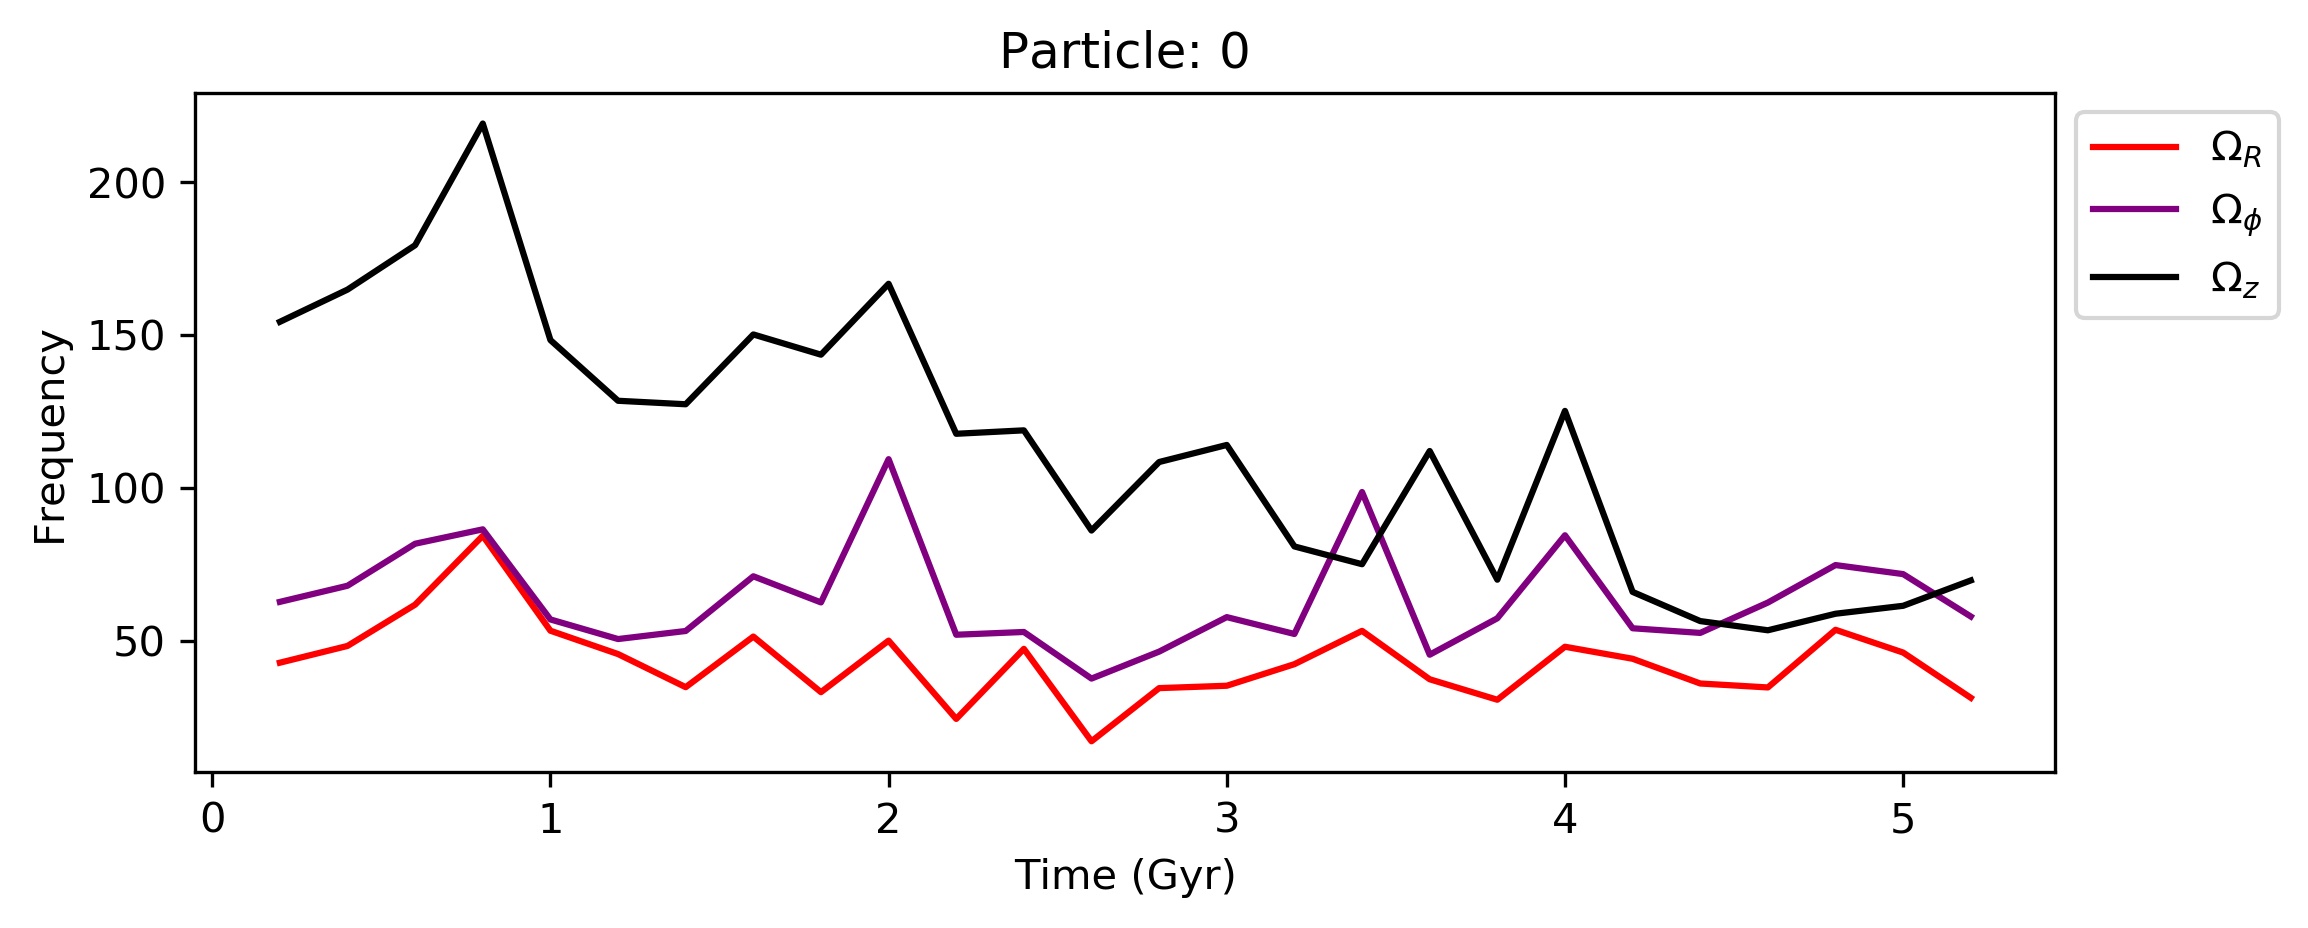 Particle: 0
Frequency
200
150
100
50
0 1 2 3 4 5
Time (Gyr)
Ω_R
Ω_ϕ
Ω_z